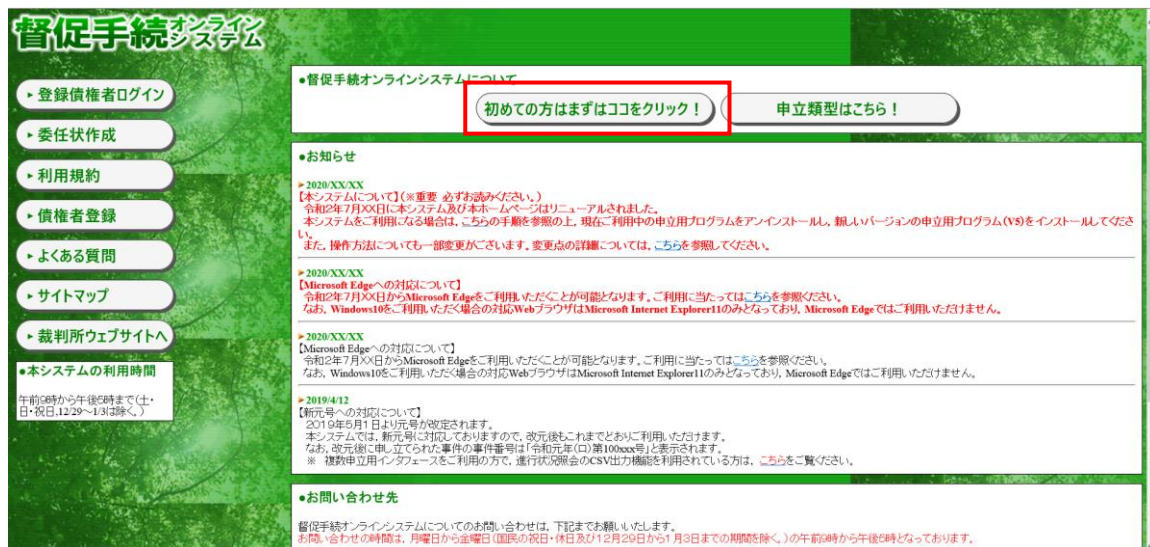 督促手続オンラインシステム
・登録債権者ログイン
・委任状作成
・利用規約
・債権者登録
・よくある質問
・サイトマップ
・裁判所ウェブサイトへ
●本システムの利用時間
午前9時から午後5時まで(土・
日・祝日,12/29～1/3は除く。)
●督促手続オンラインシステムについて
初めての方はまずはココをクリック！
申立類型はこちら！
●お知らせ
►2020/XX/XX
【本システムについて】(※重要 必ずお読みください。)
令和2年7月XX日に本システム及び本ホームページはリニューアルされました。
本システムをご利用になる場合は，こちらの手順を参照の上，現在ご利用中の申立用プログラムをアンインストールし，新しいバージョンの申立用プログラム(V5)をインストールしてくださ
い。
また，操作方法についても一部変更がございます。変更点の詳細については，こちらを参照してください。
►2020/XX/XX
【Microsoft Edgeへの対応について】
令和2年7月XX日からMicrosoft Edgeをご利用いただくことが可能となります。ご利用に当たってはこちらを参照ください。
なお，Windows10をご利用いただく場合の対応WebブラウザはMicrosoft Internet Explorer11のみとなっており，Microsoft Edgeではご利用いただけません。
►2020/XX/XX
【Microsoft Edgeへの対応について】
令和2年7月XX日からMicrosoft Edgeをご利用いただくことが可能となります。ご利用に当たってはこちらを参照ください。
なお，Windows10をご利用いただく場合の対応WebブラウザはMicrosoft Internet Explorer11のみとなっており，Microsoft Edgeではご利用いただけません。
►2019/4/12
【新元号への対応について】
2019年5月1日より元号が改定されます。
本システムでは，新元号に対応しておりますので，改元後もこれまでどおりご利用いただけます。
なお，改元後に申し立てられた事件の事件番号は「令和元年(ロ)第100xxx号」と表示されます。
※ 複数申立用インタフェースをご利用の方で，進行状況照会のCSV出力機能を利用されている方は，こちらをご覧ください。
●お問い合わせ先
督促手続オンラインシステムについてのお問い合わせは，下記までお願いいたします。
お問い合わせの時間は，月曜日から金曜日(国民の祝日・休日及び12月29日から1月3日までの期間を除く。)の午前9時から午後5時となっております。